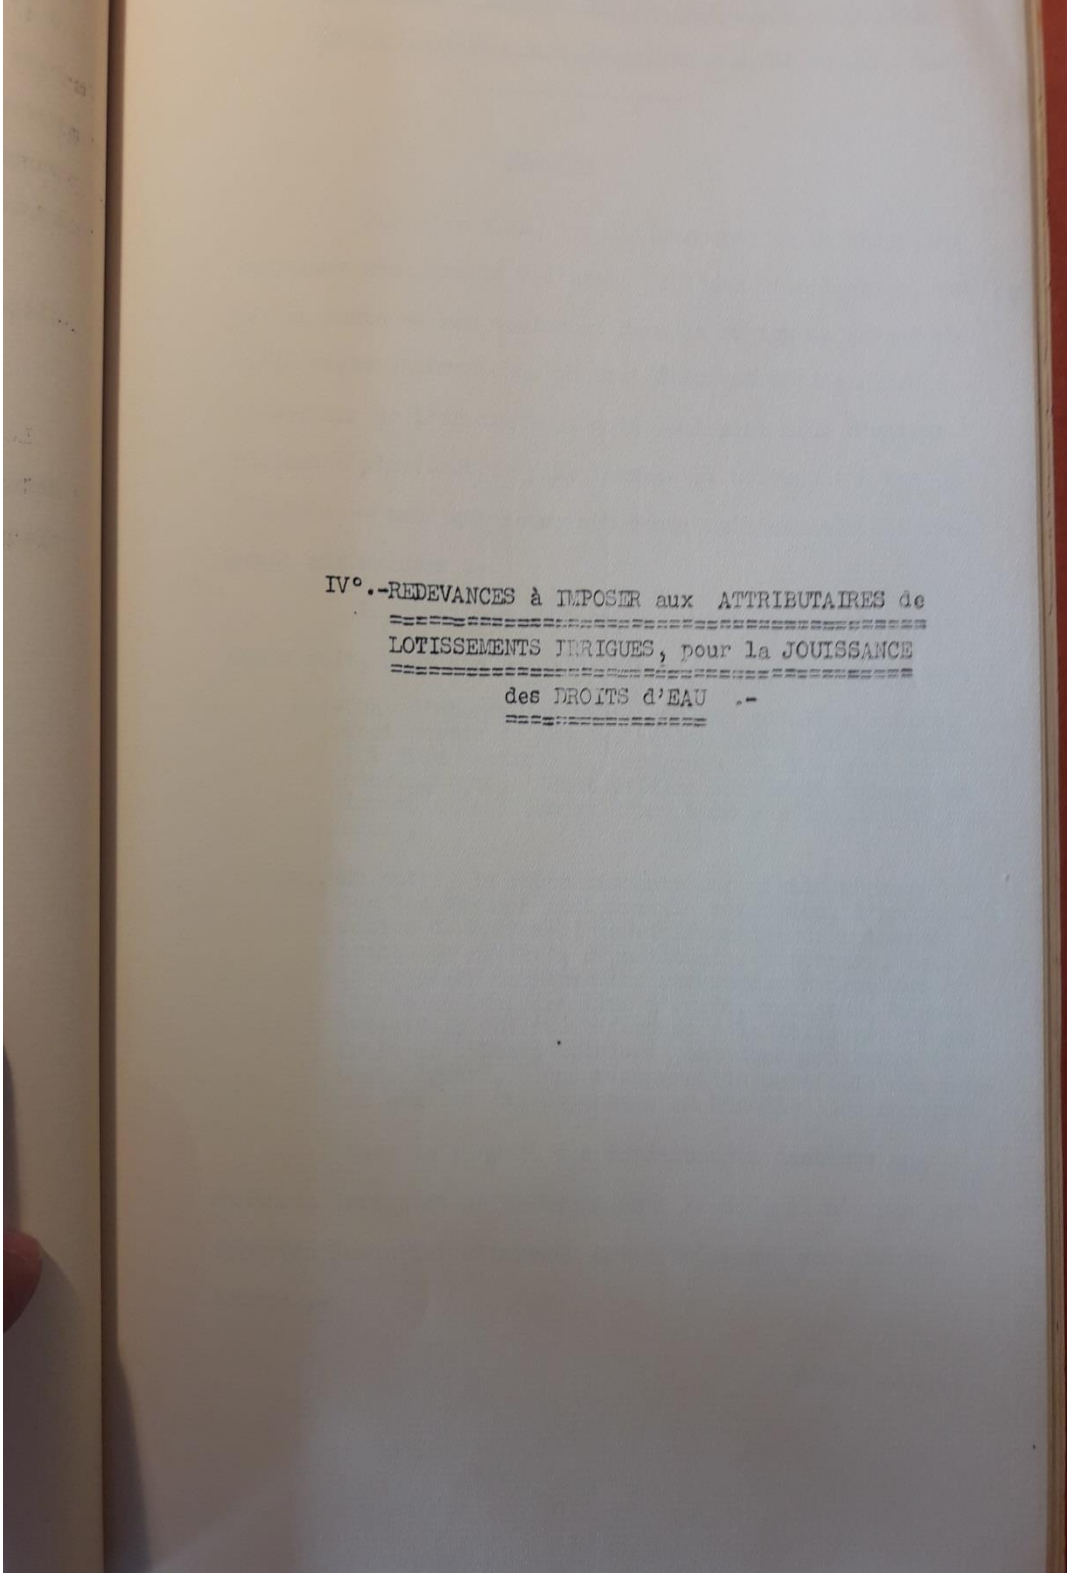 IV°.-REDEVANCES à IMPOSER aux ATTRIBUTAIRES de
LOTISSEMENTS IRRIGUES, pour la JOUISSANCE
des DROITS d'EAU .-